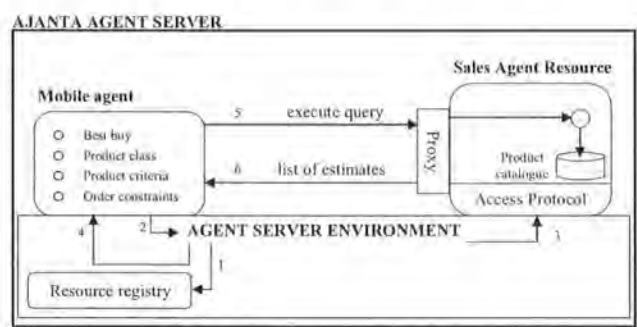 AJANTA AGENT SERVER
Sales Agent Resource
Mobile agent
5 execute query
Best buy
Product class
Product criteria
Order constraints
Proxy
Product
catalogue
6 list of estimates
Access Protocol
4 2 AGENT SERVER ENVIRONMENT 3
1
Resource registry